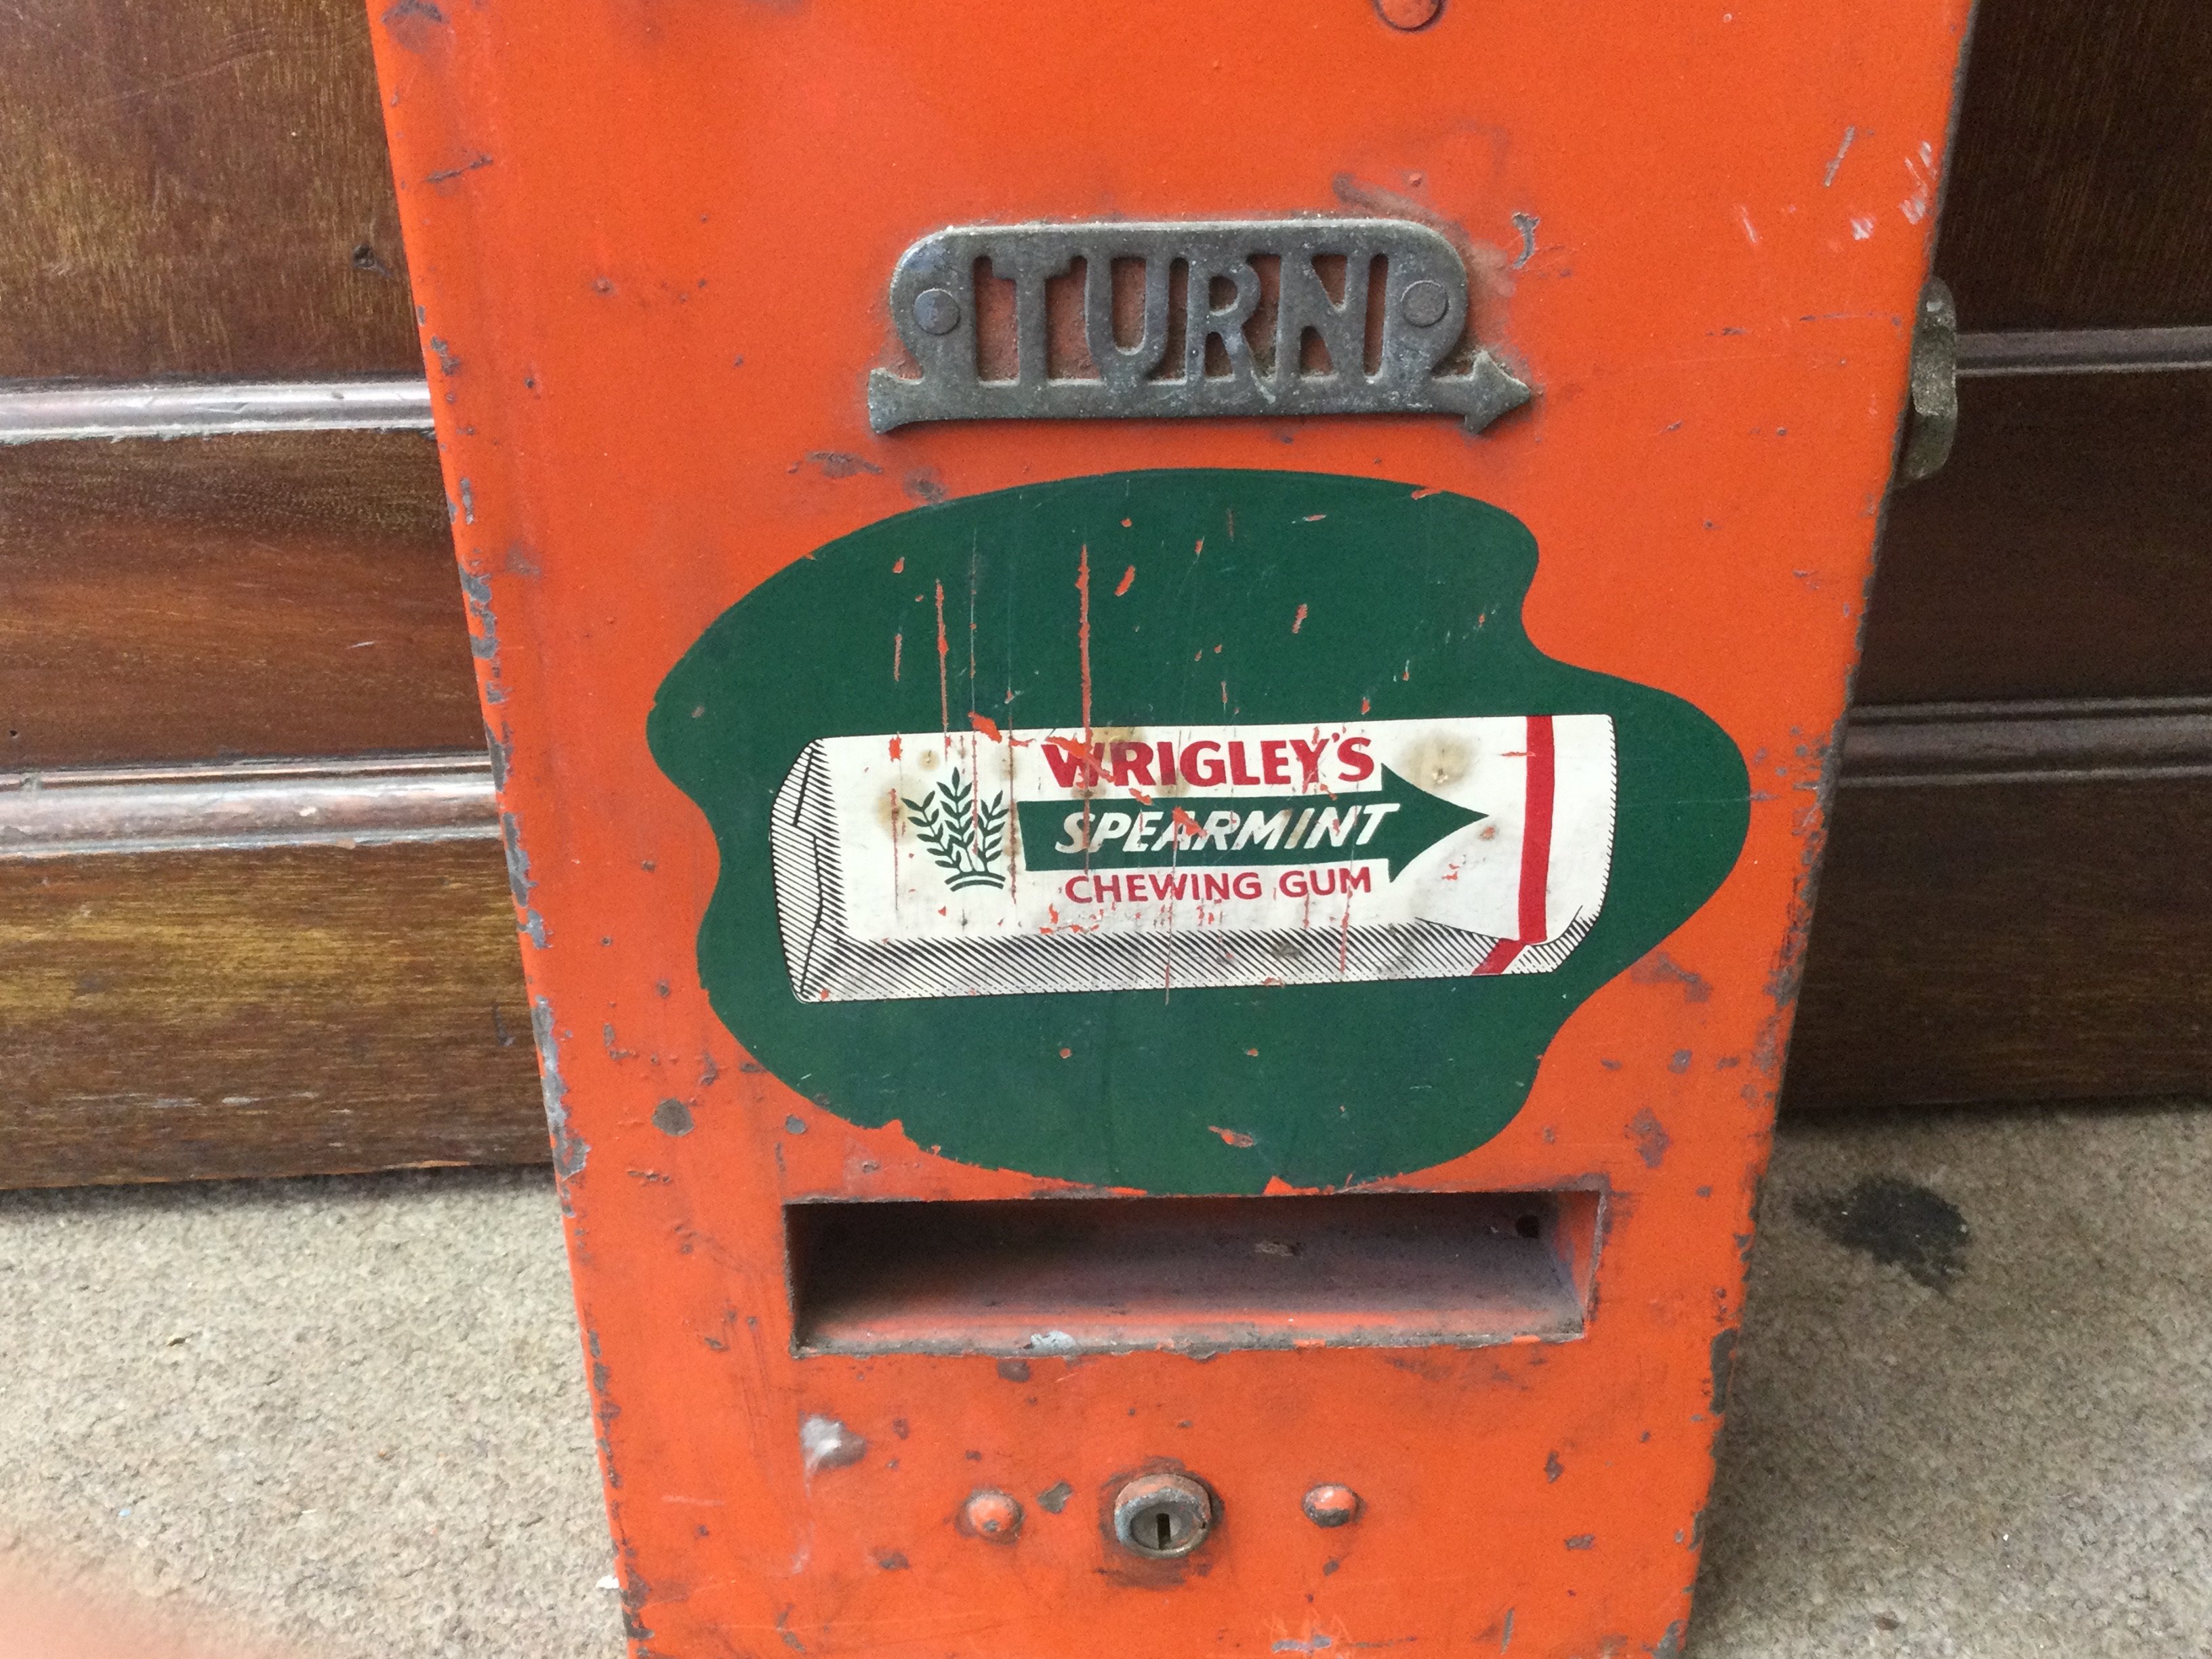 TURN
WRIGLEY'S
SPEARMINT
CHEWING GUM